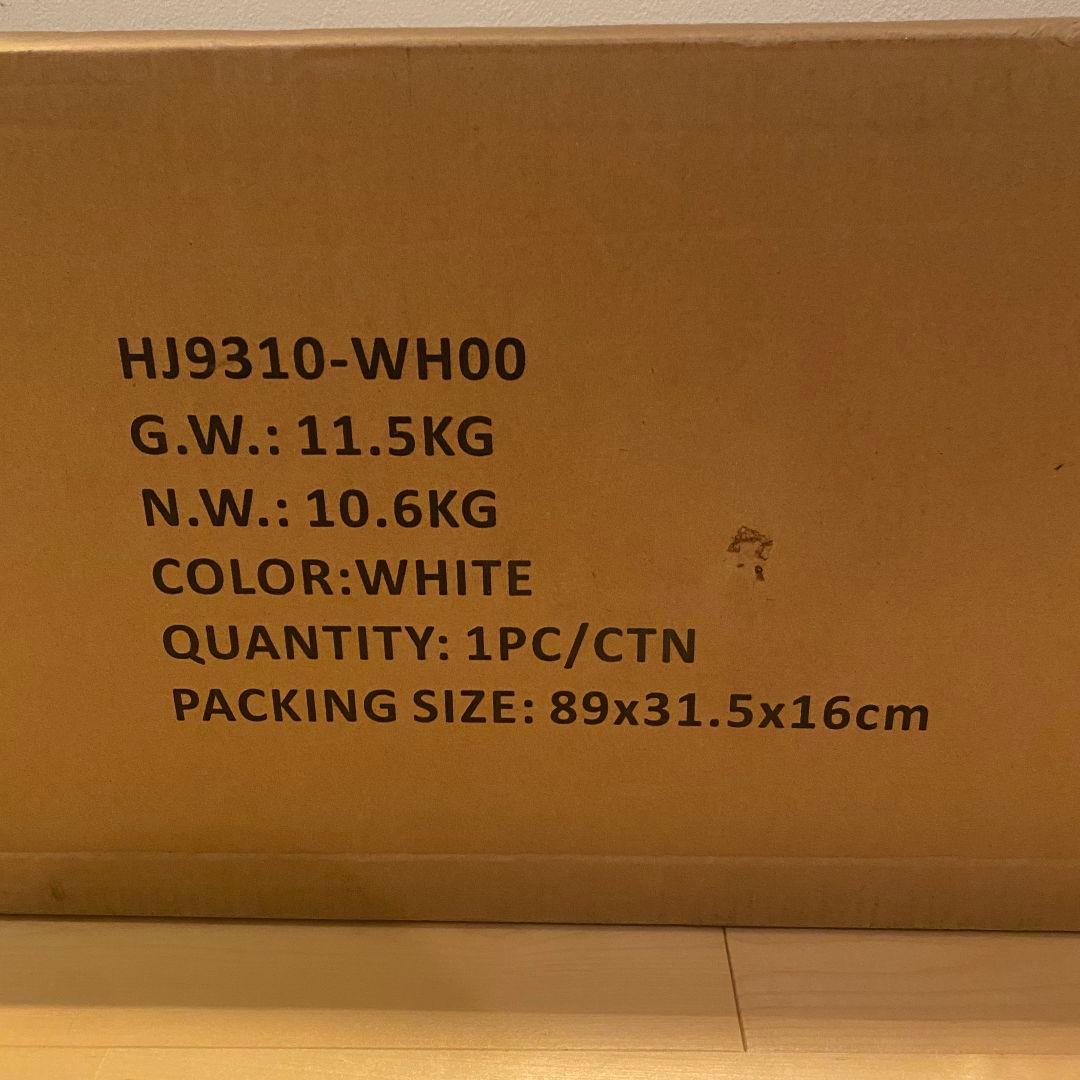 HJ9310-WH00
G.W.: 11.5KG
N.W.: 10.6KG
COLOR:WHITE
QUANTITY: 1PC/CTN
PACKING SIZE: 89x31.5x16cm